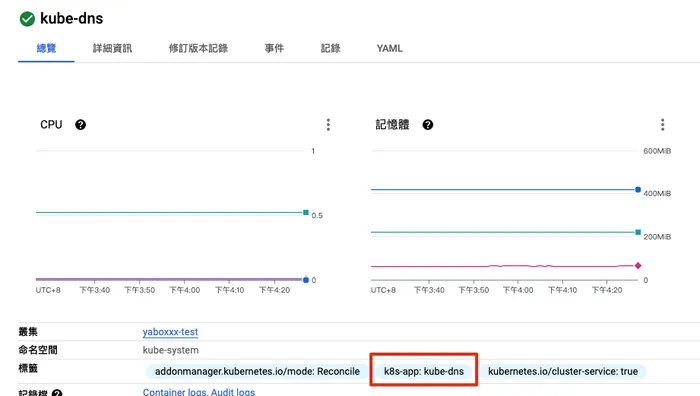 kube-dns
總覽 詳細資訊 修訂版本記錄 事件 記錄 YAML
CPU ?
1
0.5
0
UTC+8 下午3:40 下午3:50 下午4:00 下午4:10 下午4:20
記憶體 ?
600MiB
400MiB
200MiB
0
UTC+8 下午3:40 下午3:50 下午4:00 下午4:10 下午4:20
叢集 yaboxxx-test
命名空間 kube-system
標籤 addonmanager.kubernetes.io/mode: Reconcile k8s-app: kube-dns kubernetes.io/cluster-service: true
記錄檔 ? Container logs, Audit logs